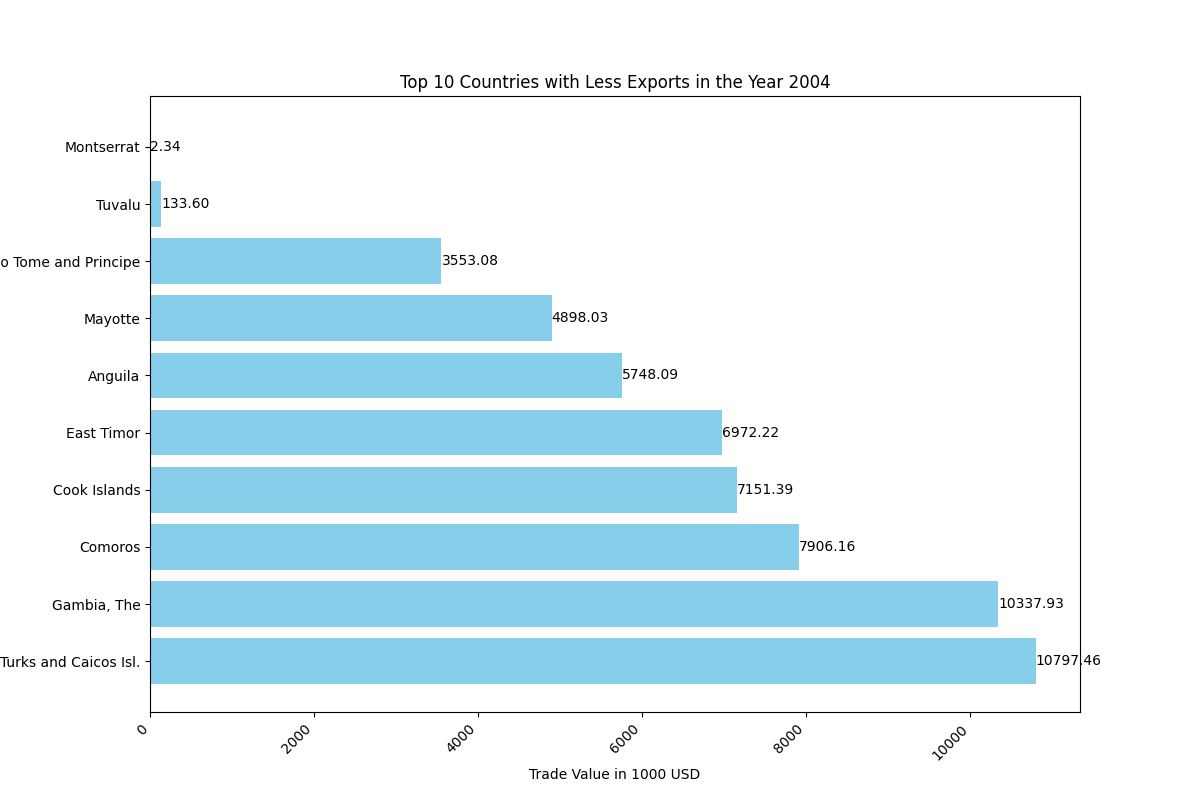 Top 10 Countries with Less Exports in the Year 2004
Montserrat 2.34
Tuvalu 133.60
o Tome and Principe 3553.08
Mayotte 4898.03
Anguila 5748.09
East Timor 6972.22
Cook Islands 7151.39
Comoros 7906.16
Gambia, The 10337.93
Turks and Caicos Isl. 10797.46
0 2000 4000 6000 8000 10000
Trade Value in 1000 USD